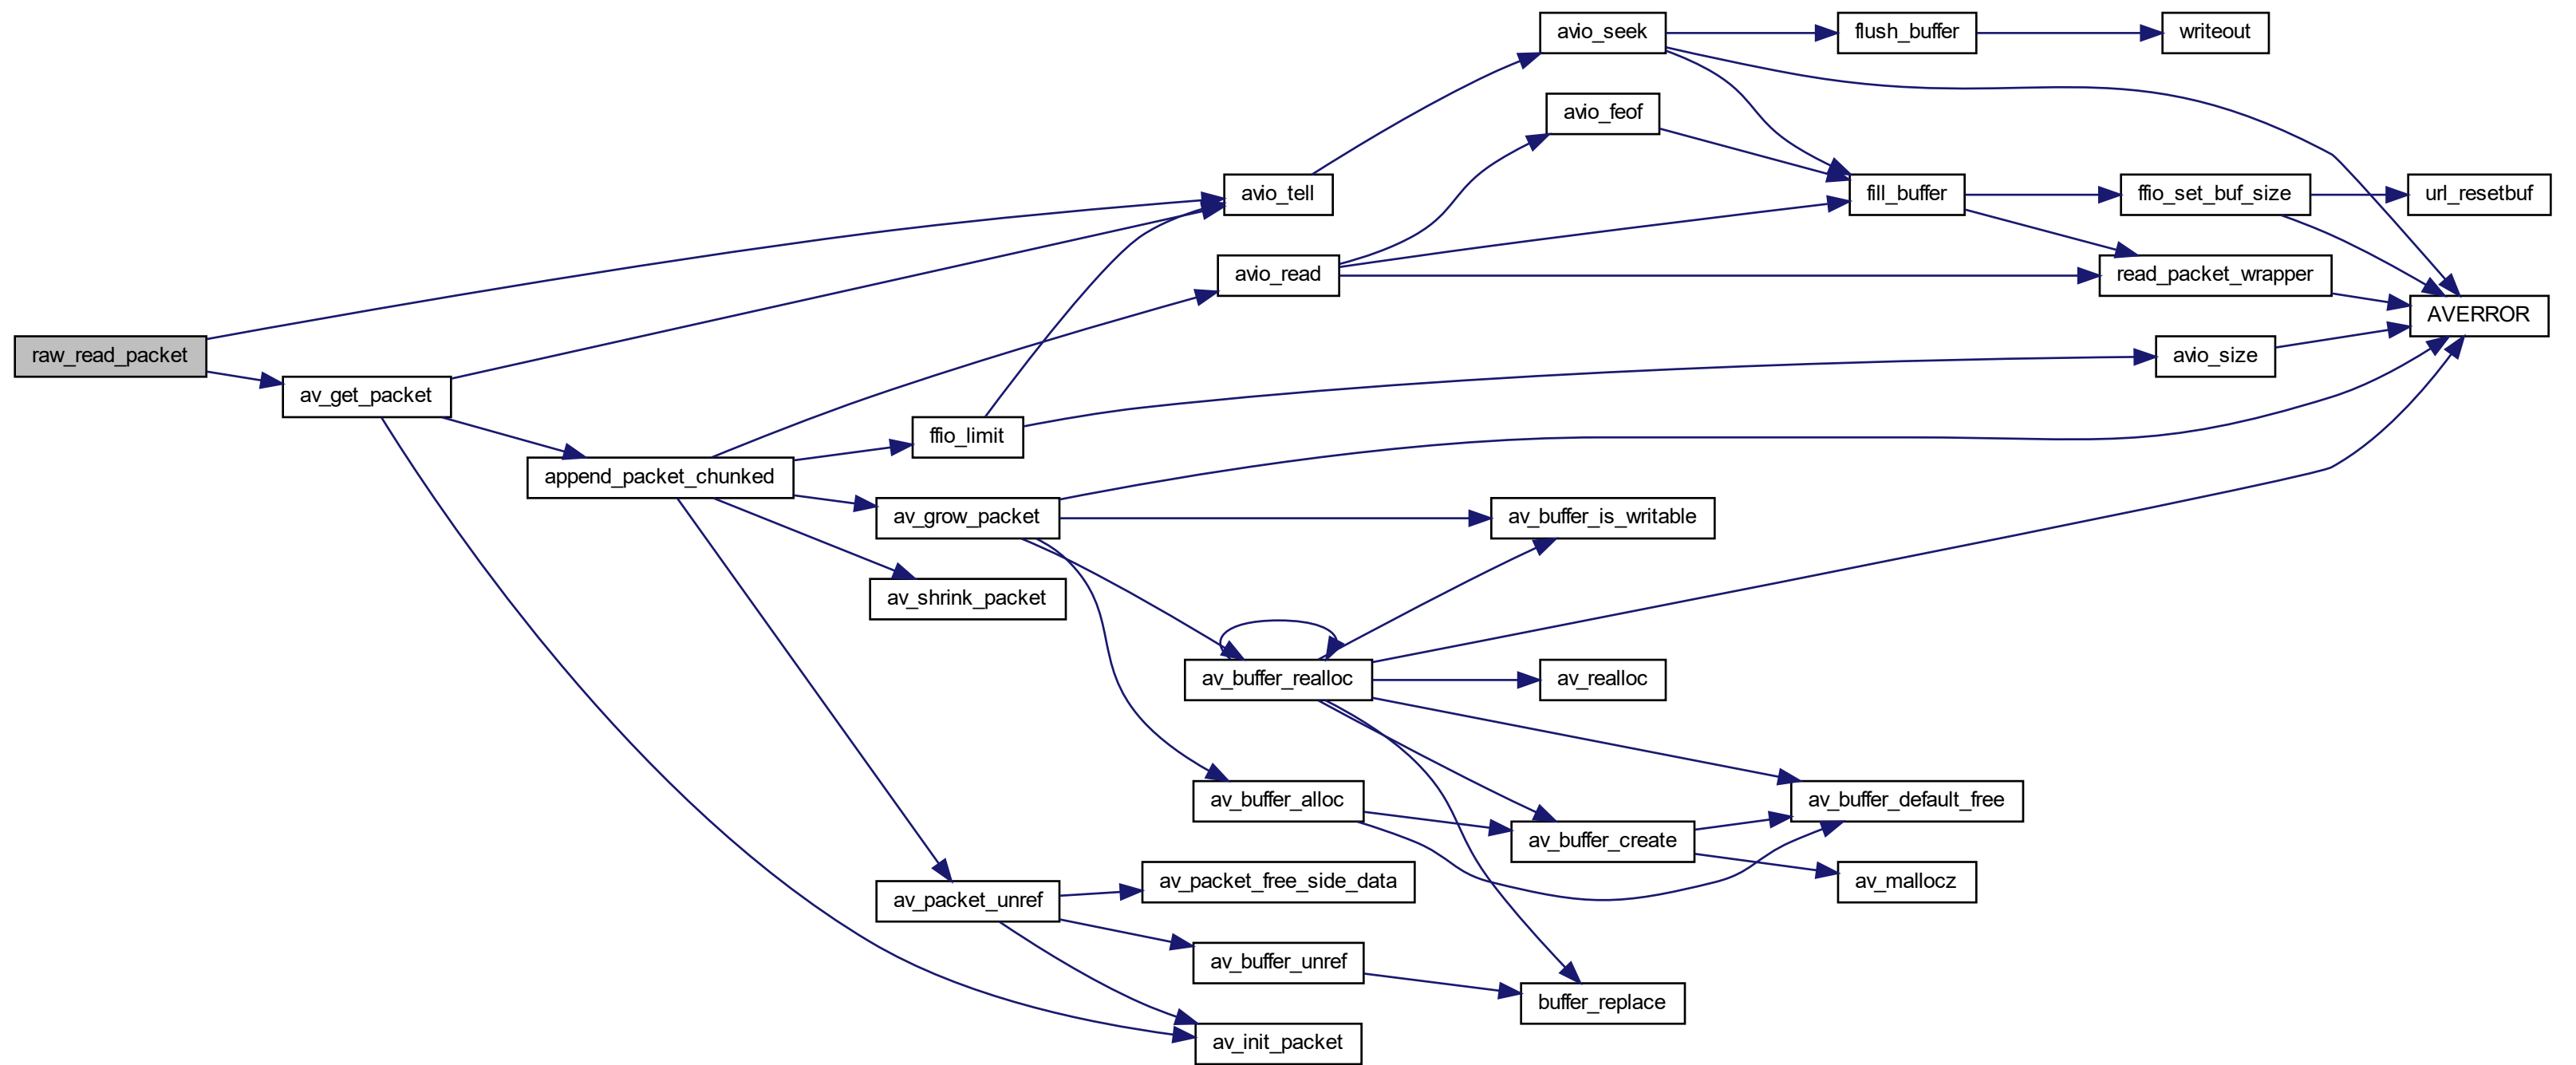 avio_seek
flush_buffer
writeout
avio_feof
avio_tell
fill_buffer
ffio_set_buf_size
url_resetbuf
avio_read
read_packet_wrapper
AVERROR
raw_read_packet
avio_size
av_get_packet
ffio_limit
append_packet_chunked
av_grow_packet
av_buffer_is_writable
av_shrink_packet
av_buffer_realloc
av_realloc
av_buffer_alloc
av_buffer_default_free
av_buffer_create
av_packet_free_side_data
av_mallocz
av_packet_unref
av_buffer_unref
buffer_replace
av_init_packet